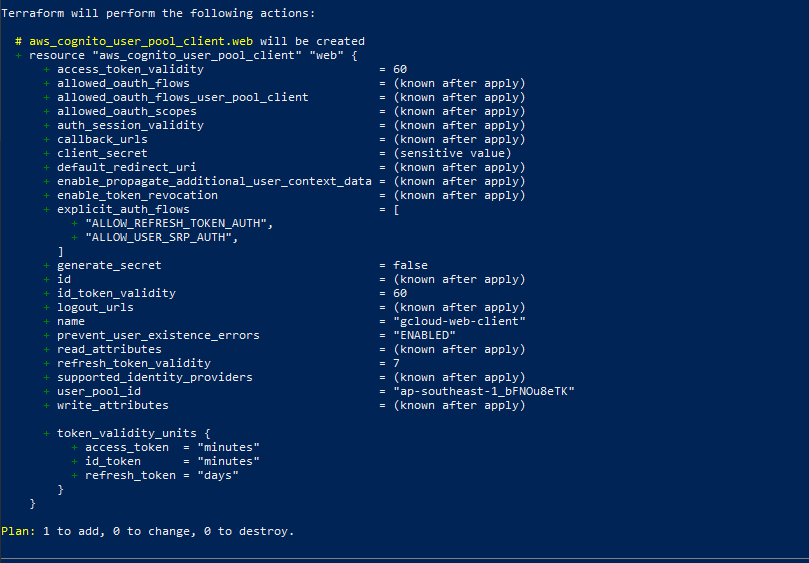 Terraform will perform the following actions:
# aws_cognito_user_pool_client.web will be created
+ resource "aws_cognito_user_pool_client" "web" {
+ access_token_validity = 60
+ allowed_oauth_flows = (known after apply)
+ allowed_oauth_flows_user_pool_client = (known after apply)
+ allowed_oauth_scopes = (known after apply)
+ auth_session_validity = (known after apply)
+ callback_urls = (known after apply)
+ client_secret = (sensitive value)
+ default_redirect_uri = (known after apply)
+ enable_propagate_additional_user_context_data = (known after apply)
+ enable_token_revocation = (known after apply)
+ explicit_auth_flows = [
+ "ALLOW_REFRESH_TOKEN_AUTH",
+ "ALLOW_USER_SRP_AUTH",
]
+ generate_secret = false
+ id = (known after apply)
+ id_token_validity = 60
+ logout_urls = (known after apply)
+ name = "gcloud-web-client"
+ prevent_user_existence_errors = "ENABLED"
+ read_attributes = (known after apply)
+ refresh_token_validity = 7
+ supported_identity_providers = (known after apply)
+ user_pool_id = "ap-southeast-1_bFNOu8eTK"
+ write_attributes = (known after apply)
+ token_validity_units {
+ access_token = "minutes"
+ id_token = "minutes"
+ refresh_token = "days"
}
}
Plan: 1 to add, 0 to change, 0 to destroy.